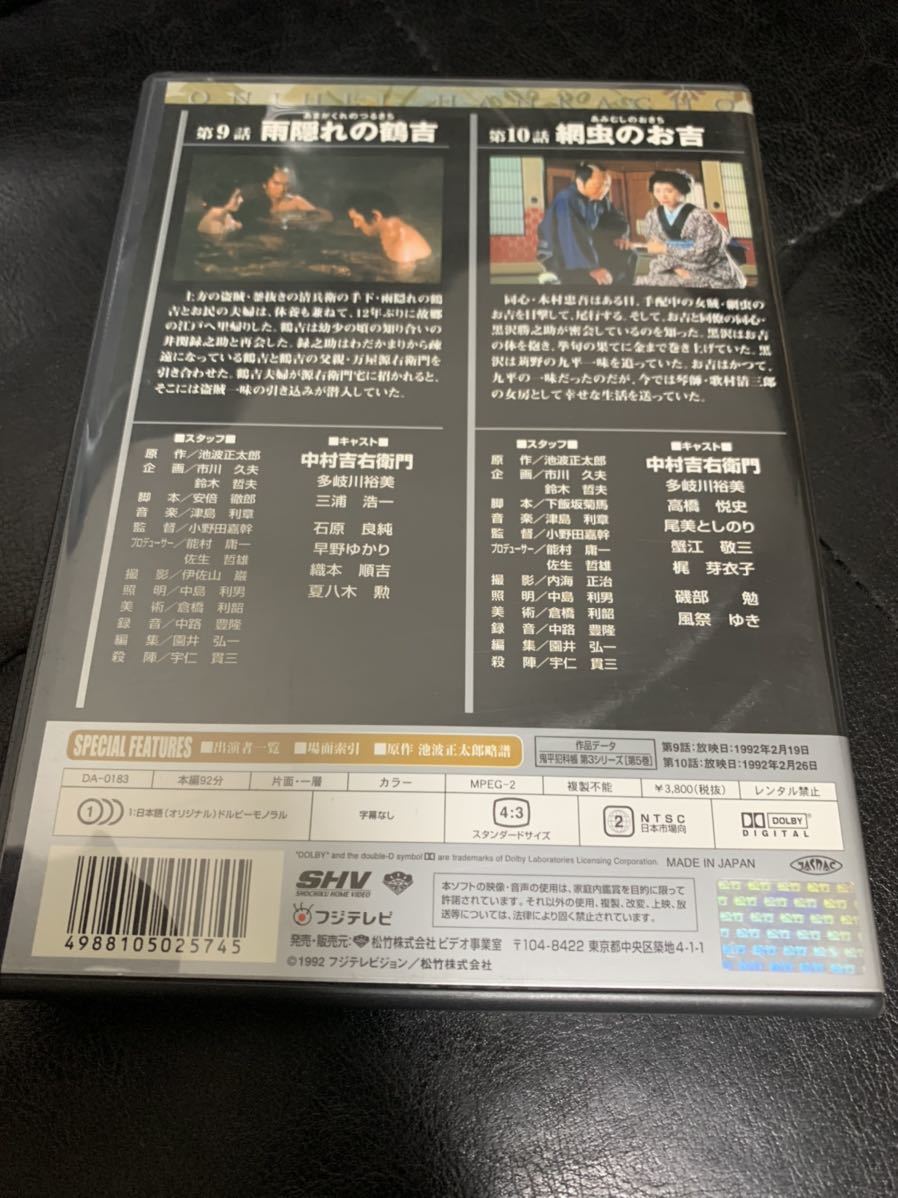 ONIHEI HANKACHO
あまがくれのつるきち
第9話 雨隠れの鶴吉
上方の盗賊・釜抜きの清兵衛の手下・雨隠れの鶴
吉とお民の夫婦は、休養も兼ねて、12年ぶりに故郷
の江戸へ里帰りした。鶴吉は幼少の頃の知り合いの
井関録之助と再会した。録之助はわだかまりから疎
遠になっている鶴吉と鶴吉の父親・万屋源右衛門を
引き合わせた。鶴吉夫婦が源右衛門宅に招かれると、
そこには盗賊一味の引き込みが潜入していた。
■スタッフ■
原作/池波正太郎
企画/市川 久夫
鈴木 哲夫
脚本/安倍 徹郎
音楽/津島 利章
監督/小野田嘉幹
プロデューサー/能村 庸一
佐生 哲雄
撮影/伊佐山 巌
照明/中島 利男
美術/倉橋 利韶
録音/中路 豊隆
編集/園井 弘一
殺陣/宇仁 貫三
■キャスト■
中村吉右衛門
多岐川裕美
三浦 浩一
石原 良純
早野ゆかり
織本 順吉
夏八木 勲
あみむしのおきち
第10話 網虫のお吉
同心・木村忠吾はある日、手配中の女賊・網虫の
お吉を目撃して、尾行する。そして、お吉と同僚の同心・
黒沢勝之助が密会しているのを知った。黒沢はお吉
の体を抱き、挙句の果てに金まで巻き上げていた。黒
沢は苅野の九平一味を追っていた。お吉はかつて、
九平の一味だったのだが、今では琴師・歌村清三郎
の女房として幸せな生活を送っていた。
■スタッフ■
原作/池波正太郎
企画/市川 久夫
鈴木 哲夫
脚本/下飯坂菊馬
音楽/津島 利章
監督/小野田嘉幹
プロデューサー/能村 庸一
佐生 哲雄
撮影/内海 正治
照明/中島 利男
美術/倉橋 利韶
録音/中路 豊隆
編集/園井 弘一
殺陣/宇仁 貫三
■キャスト■
中村吉右衛門
多岐川裕美
高橋 悦史
尾美としのり
蟹江 敬三
梶 芽衣子
磯部 勉
風祭 ゆき
SPECIAL FEATURES ■出演者一覧 ■場面索引 ■原作 池波正太郎略譜
作品データ
鬼平犯科帳 第3シリーズ[第5巻]
第9話:放映日:1992年2月19日
第10話:放映日:1992年2月26日
DA-0183 本編92分 片面・一層 カラー MPEG-2 複製不能 ¥3,800(税抜) レンタル禁止
1 1:日本語(オリジナル)ドルビーモノラル
字幕なし
4:3
スタンダードサイズ
2 NTSC
日本市場向
DOLBY
DIGITAL
"DOLBY" and the double-D symbol are trademarks of Dolby Laboratories Licensing Corporation. MADE IN JAPAN
JASRAC
4988105025745
SHV
SHOCHIKU HOME VIDEO
フジテレビ
本ソフトの映像・音声の使用は、家庭内鑑賞を目的に限って
許諾されています。それ以外の使用、複製、改変、上映、放
送等については、法律により固く禁止されています。
発売・販売元: 松竹株式会社 ビデオ事業室 〒104-8422 東京都中央区築地4-1-1
©1992 フジテレビジョン/松竹株式会社